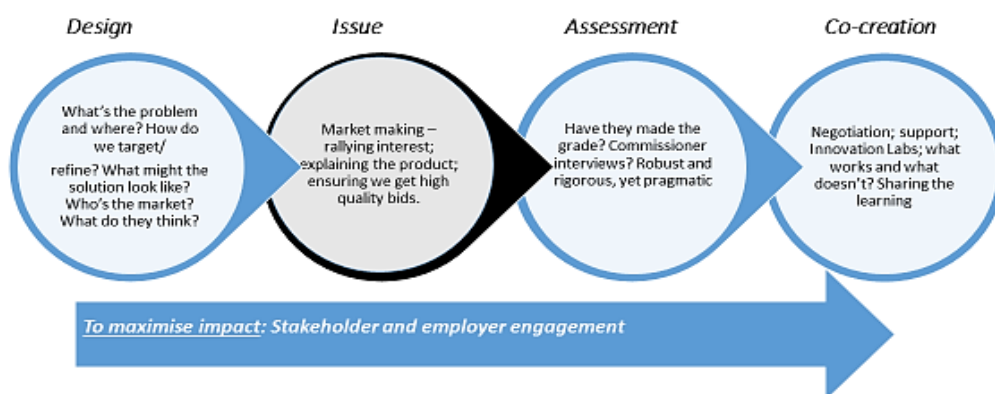 Design
Issue
Assessment
Co-creation
What's the problem
and where? How do
we target/
refine? What might the
solution look like?
Who's the market?
What do they think?
Market making –
rallying interest;
explaining the product;
ensuring we get high
quality bids.
Have they made the
grade? Commissioner
interviews? Robust and
rigorous, yet pragmatic
Negotiation; support;
Innovation Labs; what
works and what
doesn't? Sharing the
learning
To maximise impact: Stakeholder and employer engagement